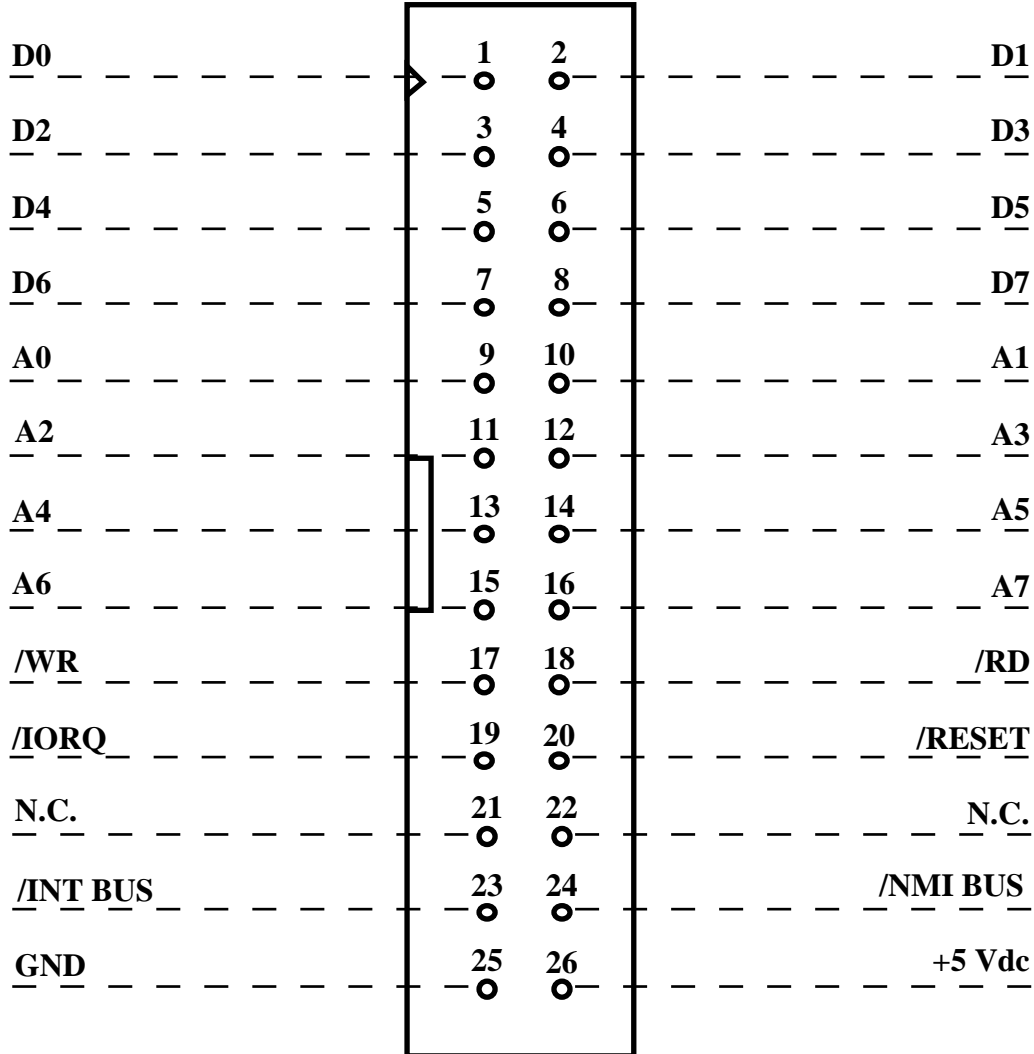 D0 1 2 D1
D2 3 4 D3
D4 5 6 D5
D6 7 8 D7
A0 9 10 A1
A2 11 12 A3
A4 13 14 A5
A6 15 16 A7
/WR 17 18 /RD
/IORQ 19 20 /RESET
N.C. 21 22 N.C.
/INT BUS 23 24 /NMI BUS
GND 25 26 +5 Vdc